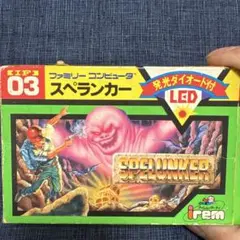 03
ファミリー コンピュータ
スペランカー
発光ダイオード付
LED
SPELUNKER
irem